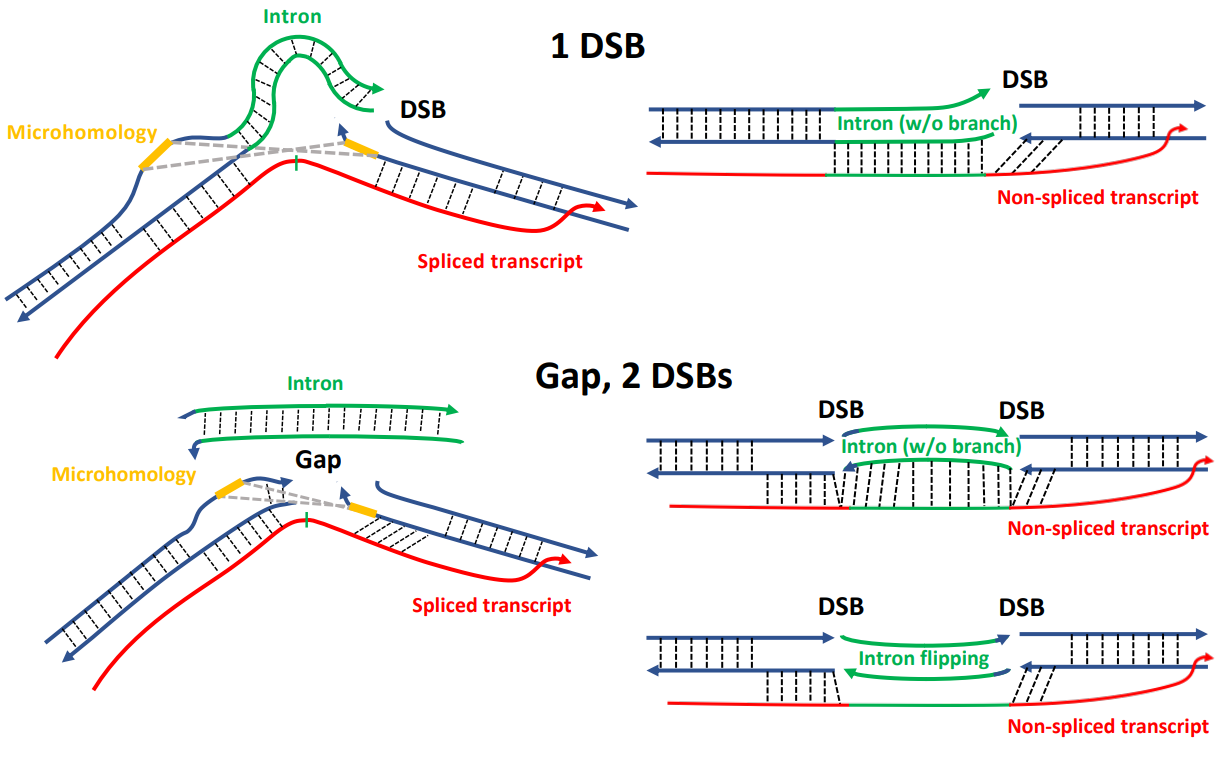 1 DSB
Intron
DSB
Microhomology
Spliced transcript
DSB
Intron (w/o branch)
Non-spliced transcript
Gap, 2 DSBs
Intron
Gap
Microhomology
Spliced transcript
DSB
DSB
Intron (w/o branch)
Non-spliced transcript
DSB
DSB
Intron flipping
Non-spliced transcript